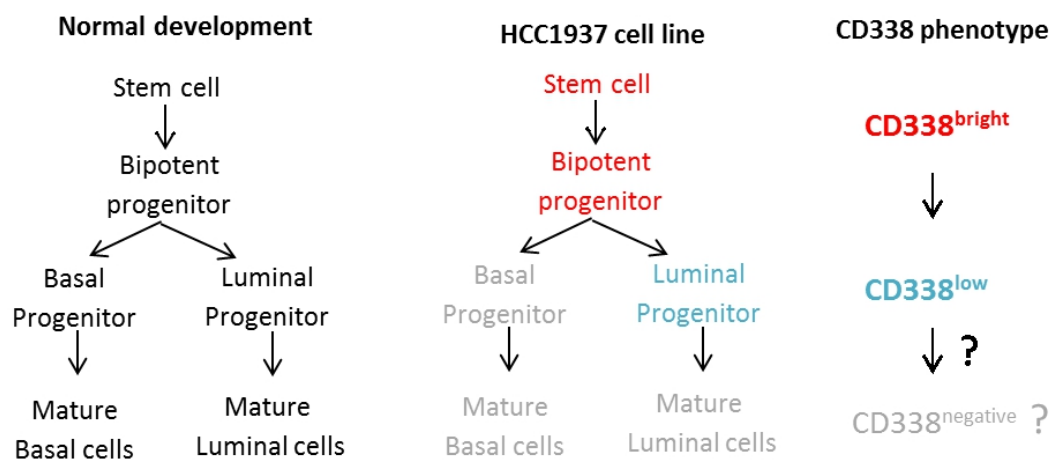 Normal development
Stem cell
Bipotent
progenitor
Basal
Progenitor
Luminal
Progenitor
Mature
Basal cells
Mature
Luminal cells
HCC1937 cell line
Stem cell
Bipotent
progenitor
Basal
Progenitor
Luminal
Progenitor
Mature
Basal cells
Mature
Luminal cells
CD338 phenotype
CD338bright
CD338low
?
CD338negative ?